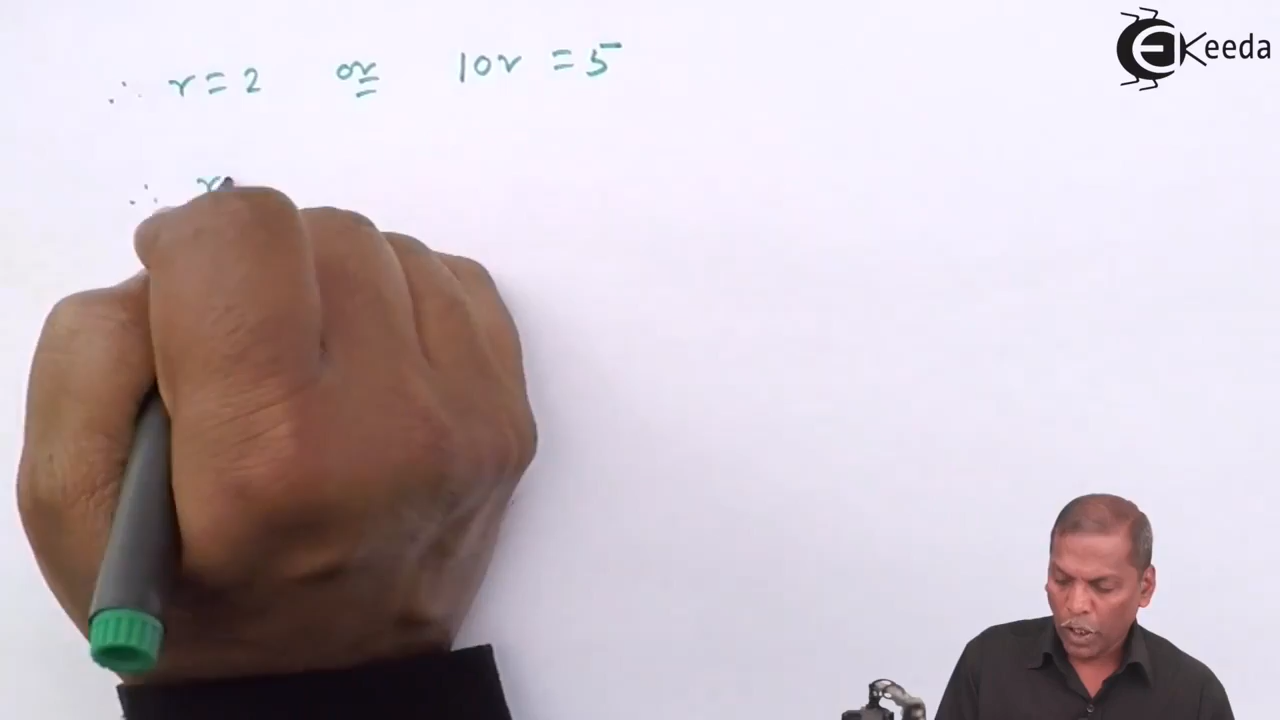 ∴ r = 2 or 10r = 5
∴ r
EKeeda